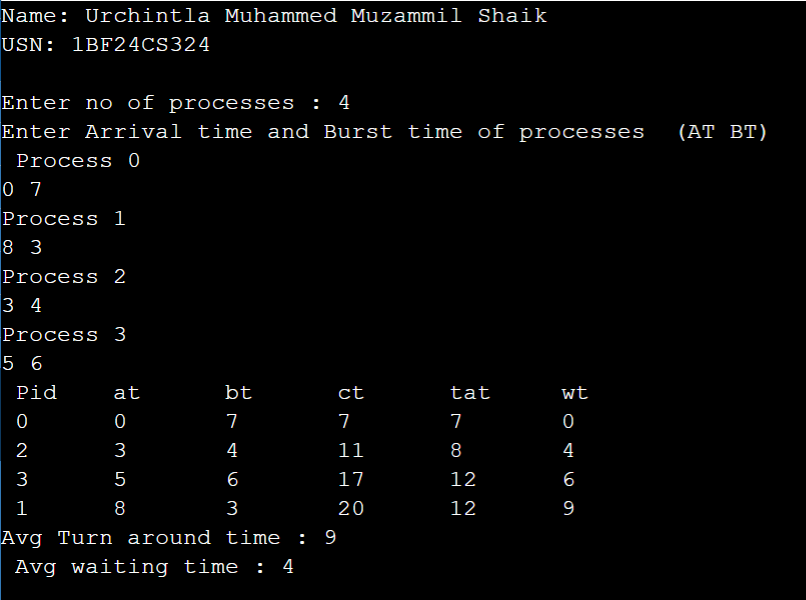 Name: Urchintla Muhammed Muzammil Shaik
USN: 1BF24CS324
Enter no of processes : 4
Enter Arrival time and Burst time of processes  (AT BT)
Process 0
0 7
Process 1
8 3
Process 2
3 4
Process 3
5 6
Pid at bt ct tat wt
0 0 7 7 7 0
2 3 4 11 8 4
3 5 6 17 12 6
1 8 3 20 12 9
Avg Turn around time : 9
Avg waiting time : 4